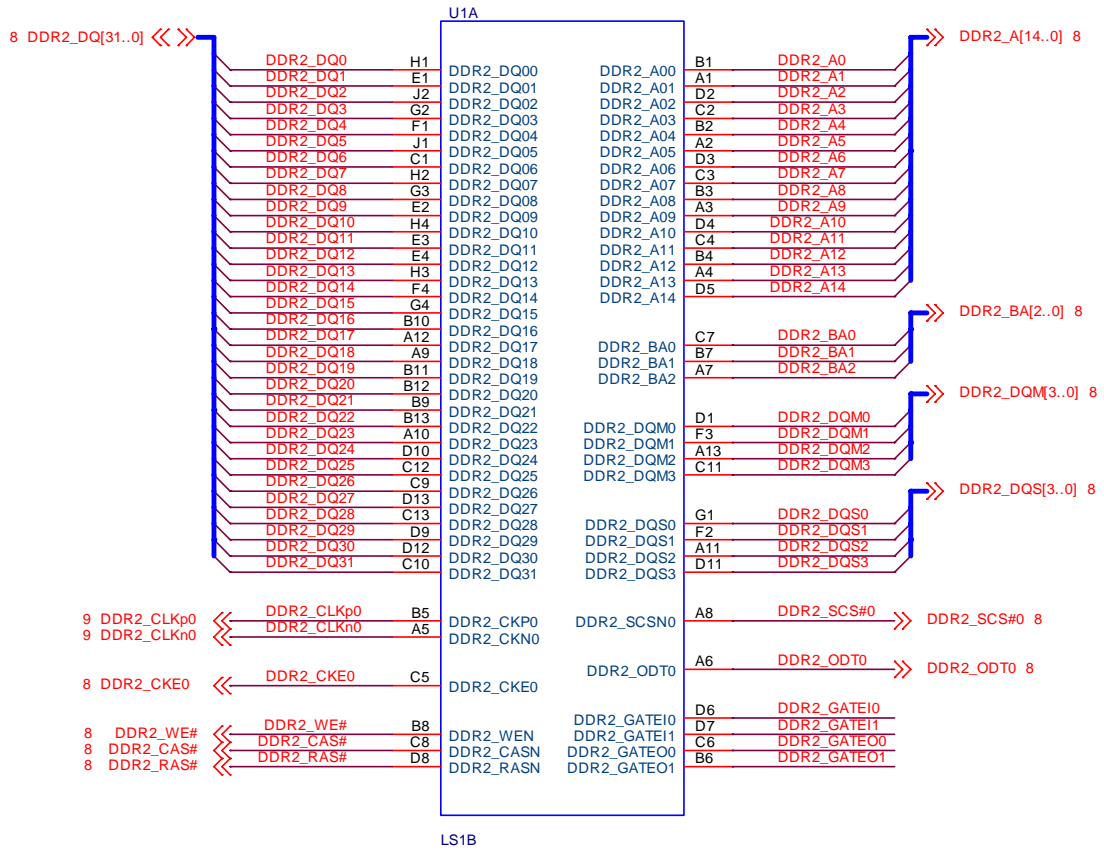 U1A
8 DDR2_DQ[31..0]
DDR2_A[14..0] 8
DDR2_DQ0 H1 DDR2_DQ00 DDR2_A00 B1 DDR2_A0
DDR2_DQ1 E1 DDR2_DQ01 DDR2_A01 A1 DDR2_A1
DDR2_DQ2 J2 DDR2_DQ02 DDR2_A02 D2 DDR2_A2
DDR2_DQ3 G2 DDR2_DQ03 DDR2_A03 C2 DDR2_A3
DDR2_DQ4 F1 DDR2_DQ04 DDR2_A04 B2 DDR2_A4
DDR2_DQ5 J1 DDR2_DQ05 DDR2_A05 A2 DDR2_A5
DDR2_DQ6 C1 DDR2_DQ06 DDR2_A06 D3 DDR2_A6
DDR2_DQ7 H2 DDR2_DQ07 DDR2_A07 C3 DDR2_A7
DDR2_DQ8 G3 DDR2_DQ08 DDR2_A08 B3 DDR2_A8
DDR2_DQ9 E2 DDR2_DQ09 DDR2_A09 A3 DDR2_A9
DDR2_DQ10 H4 DDR2_DQ10 DDR2_A10 D4 DDR2_A10
DDR2_DQ11 E3 DDR2_DQ11 DDR2_A11 C4 DDR2_A11
DDR2_DQ12 E4 DDR2_DQ12 DDR2_A12 B4 DDR2_A12
DDR2_DQ13 H3 DDR2_DQ13 DDR2_A13 A4 DDR2_A13
DDR2_DQ14 F4 DDR2_DQ14 DDR2_A14 D5 DDR2_A14
DDR2_DQ15 G4 DDR2_DQ15 DDR2_BA[2..0] 8
DDR2_DQ16 B10 DDR2_DQ16
DDR2_DQ17 A12 DDR2_DQ17 DDR2_BA0 C7 DDR2_BA0
DDR2_DQ18 A9 DDR2_DQ18 DDR2_BA1 B7 DDR2_BA1
DDR2_DQ19 B11 DDR2_DQ19 DDR2_BA2 A7 DDR2_BA2
DDR2_DQ20 B12 DDR2_DQ20 DDR2_DQM[3..0] 8
DDR2_DQ21 B9 DDR2_DQ21
DDR2_DQ22 B13 DDR2_DQ22 DDR2_DQM0 D1 DDR2_DQM0
DDR2_DQ23 A10 DDR2_DQ23 DDR2_DQM1 F3 DDR2_DQM1
DDR2_DQ24 D10 DDR2_DQ24 DDR2_DQM2 A13 DDR2_DQM2
DDR2_DQ25 C12 DDR2_DQ25 DDR2_DQM3 C11 DDR2_DQM3
DDR2_DQ26 C9 DDR2_DQ26 DDR2_DQS[3..0] 8
DDR2_DQ27 D13 DDR2_DQ27
DDR2_DQ28 C13 DDR2_DQ28 DDR2_DQS0 G1 DDR2_DQS0
DDR2_DQ29 D9 DDR2_DQ29 DDR2_DQS1 F2 DDR2_DQS1
DDR2_DQ30 D12 DDR2_DQ30 DDR2_DQS2 A11 DDR2_DQS2
DDR2_DQ31 C10 DDR2_DQ31 DDR2_DQS3 D11 DDR2_DQS3
9 DDR2_CLKp0 DDR2_CLKp0 B5 DDR2_CKP0 DDR2_SCSN0 A8 DDR2_SCS#0 DDR2_SCS#0 8
9 DDR2_CLKn0 DDR2_CLKn0 A5 DDR2_CKN0
DDR2_ODT0 A6 DDR2_ODT0 DDR2_ODT0 8
8 DDR2_CKE0 DDR2_CKE0 C5 DDR2_CKE0
DDR2_GATEI0 D6 DDR2_GATEI0
8 DDR2_WE# DDR2_WE# B8 DDR2_WEN DDR2_GATEI1 D7 DDR2_GATEI1
8 DDR2_CAS# DDR2_CAS# C8 DDR2_CASN DDR2_GATEO0 C6 DDR2_GATEO0
8 DDR2_RAS# DDR2_RAS# D8 DDR2_RASN DDR2_GATEO1 B6 DDR2_GATEO1
LS1B